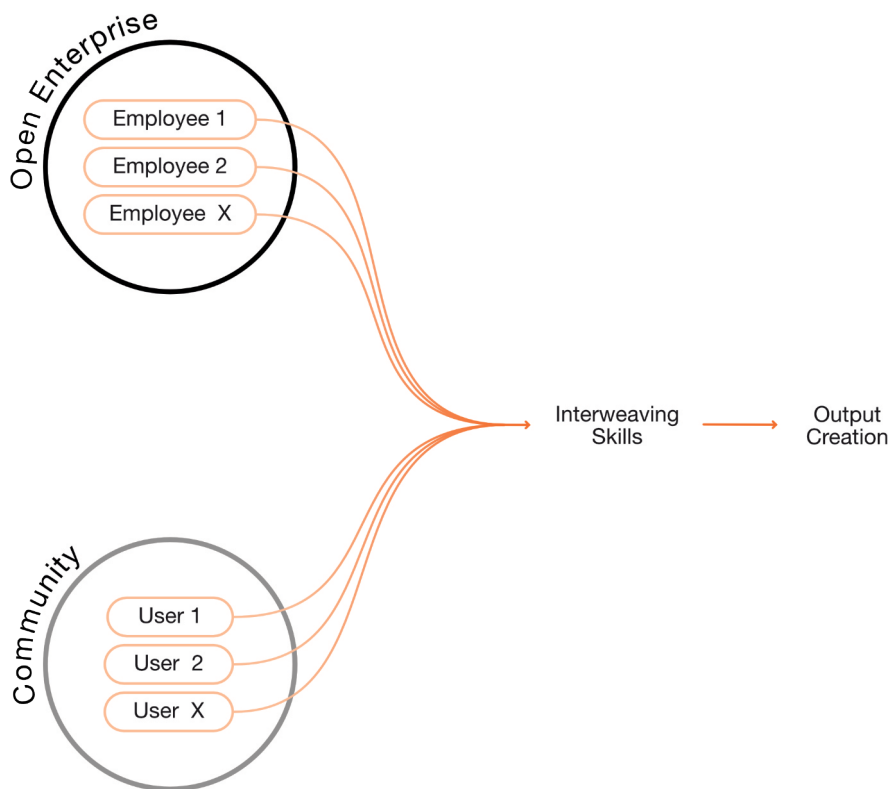 Open Enterprise
Employee 1
Employee 2
Employee X
Interweaving
Skills
Output
Creation
Community
User 1
User 2
User X